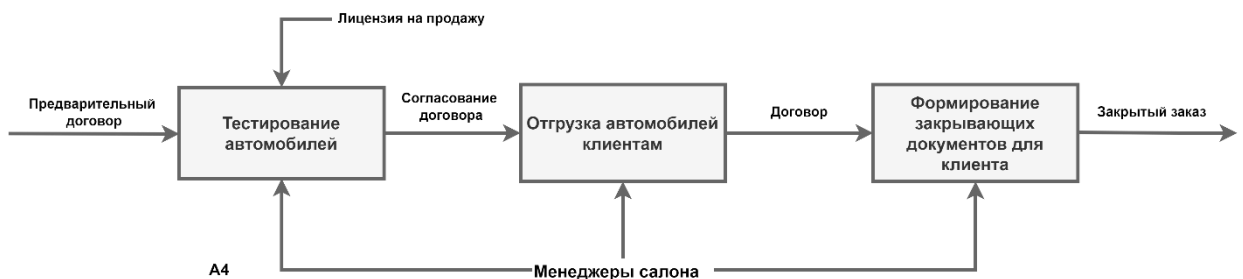 Лицензия на продажу
Предварительный
договор
Тестирование
автомобилей
Согласование
договора
Отгрузка автомобилей
клиентам
Договор
Формирование
закрывающих
документов для
клиента
Закрытый заказ
А4
Менеджеры салона